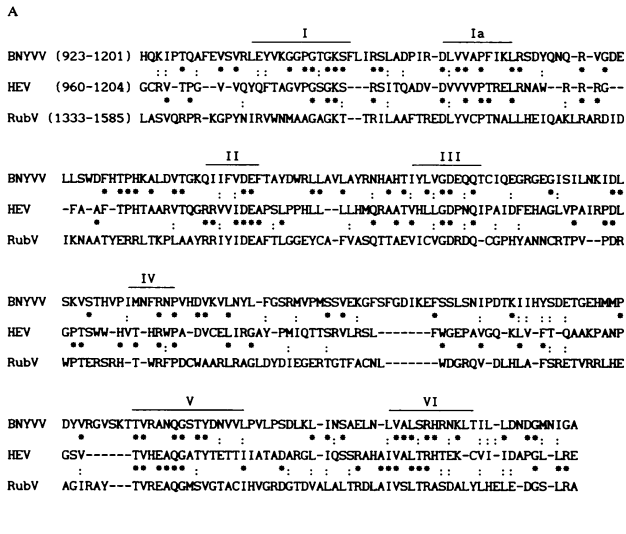 A
I Ia
BNYVV (923-1201) HQKIPTQAFEVSVRLEYVKGGPGTGKSFLIRSLADPIR-DLVVAPFIKLRSDYQNQ-R-VGDE
HEV (960-1204) GCRV-TPG--V-VQYQFTAGVPGSGKS--RSITQADV-DVVVVPTRELRNAW--R-R-RG--
RubV (1333-1585) LASVQRPR-KGPYNIRVWNMAAGAGKT--TRILAAFTREDLYVCPTNALLHEIQAKLRARDID
II III
BNYVV LLSWDFHTPHKALDVTGKQIIFVDEFTAYDWRLLAVLAYRNHAHTIYLVGDEQQTCIQEGRGEGISILNKIDL
HEV -FA-AF-TPHTAARVTQGRRVVIDEAPSLPPHLL--LLHMQRAATVHLLGDPNQIPAIDFEHAGLVPAIRPDL
RubV IKNAATYERRLTKPLAAYRRIYIDEAFTLGGEYCA-FVASQTTAEVICVGDRDQ-CGPHYANNCRTPV--PDR
IV
BNYVV SKVSTHVPIMNFRNPVHDVKVLNYL-FGSRMVPMSSVEKGFSFGDIKEFSSLSNIPDTKIIHYSDETGEHMMP
HEV GPTSWW-HVT-HRWPA-DVCELIRGAY-PMIQTTSRVLRSL-------FWGEPAVGQ-KLV-FT-QAAKPANP
RubV WPTERSRH-T-WRFPDCWAARLRAGLDYDIEGERTGTFACNL-------WDGRQV-DLHLA-FSRETVRRLHE
V VI
BNYVV DYVRGVSKTTVRANQGSTYDNVVLPVLPSDLKL-INSAELNL-LVALSRHRNKLTIL-LDNDGMNIGA
HEV GSV------TVHEAQGATYTETTIIATADARGL-IQSSRAHAIVALTRHTEK-CVI-IDAPGL-LRE
RubV AGIRAY---TVREAQGMSVGTACIHVGRDGTDVALALTRDLAIVSLTRASDALYLHELE-DGS-LRA